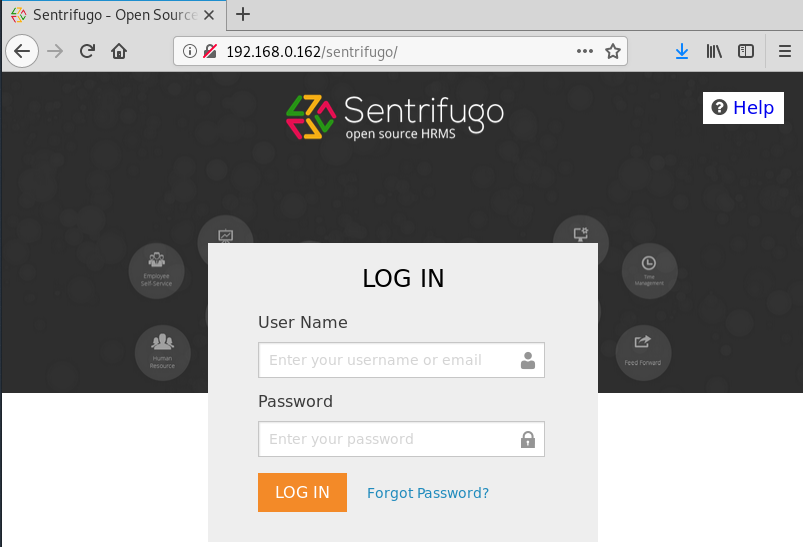 Sentrifugo - Open Source
192.168.0.162/sentrifugo/
Sentrifugo
open source HRMS
Help
Employee
Self-Service
Time
Management
Human
Resource
Feed Forward
LOG IN
User Name
Enter your username or email
Password
Enter your password
LOG IN
Forgot Password?